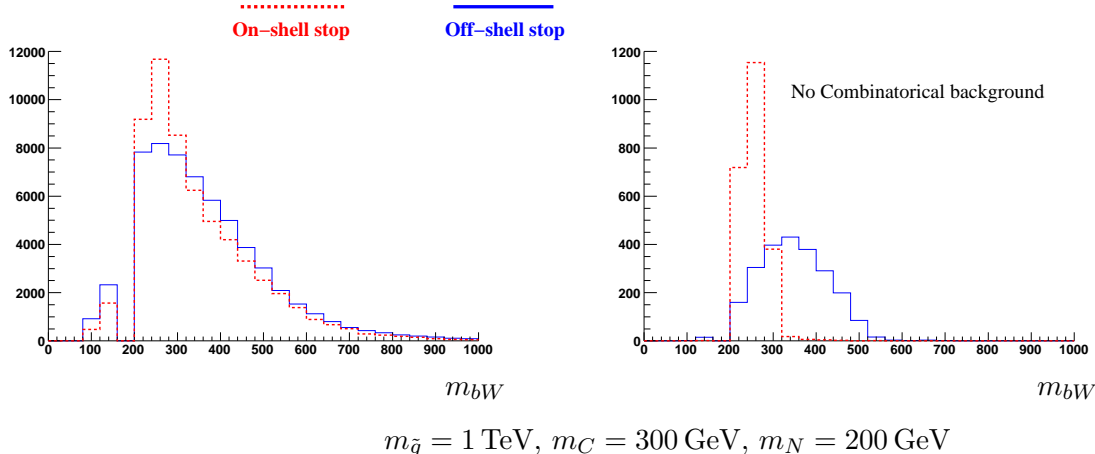 On-shell stop Off-shell stop
12000
10000
8000
6000
4000
2000
0
0 100 200 300 400 500 600 700 800 900 1000
m_{bW}
1200
1000
800
600
400
200
0
0 100 200 300 400 500 600 700 800 900 1000
No Combinatorical background
m_{bW}
m_{\tilde{g}} = 1 TeV, m_C = 300 GeV, m_N = 200 GeV